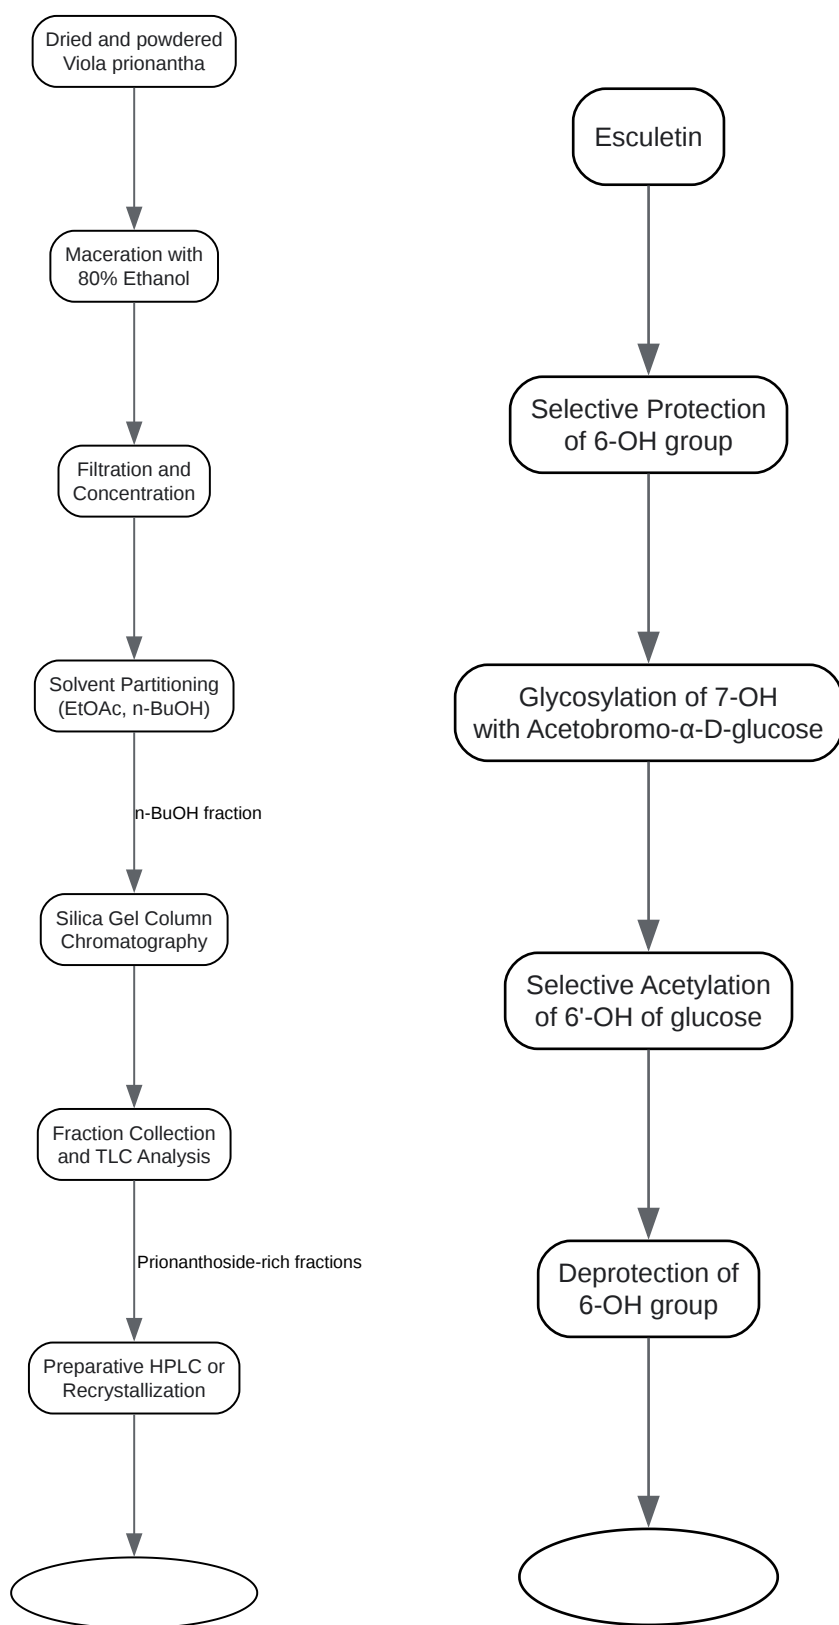 Dried and powdered
Viola prionantha
Maceration with
80% Ethanol
Filtration and
Concentration
Solvent Partitioning
(EtOAc, n-BuOH)
n-BuOH fraction
Silica Gel Column
Chromatography
Fraction Collection
and TLC Analysis
Prionanthoside-rich fractions
Preparative HPLC or
Recrystallization
Esculetin
Selective Protection
of 6-OH group
Glycosylation of 7-OH
with Acetobromo-α-D-glucose
Selective Acetylation
of 6'-OH of glucose
Deprotection of
6-OH group